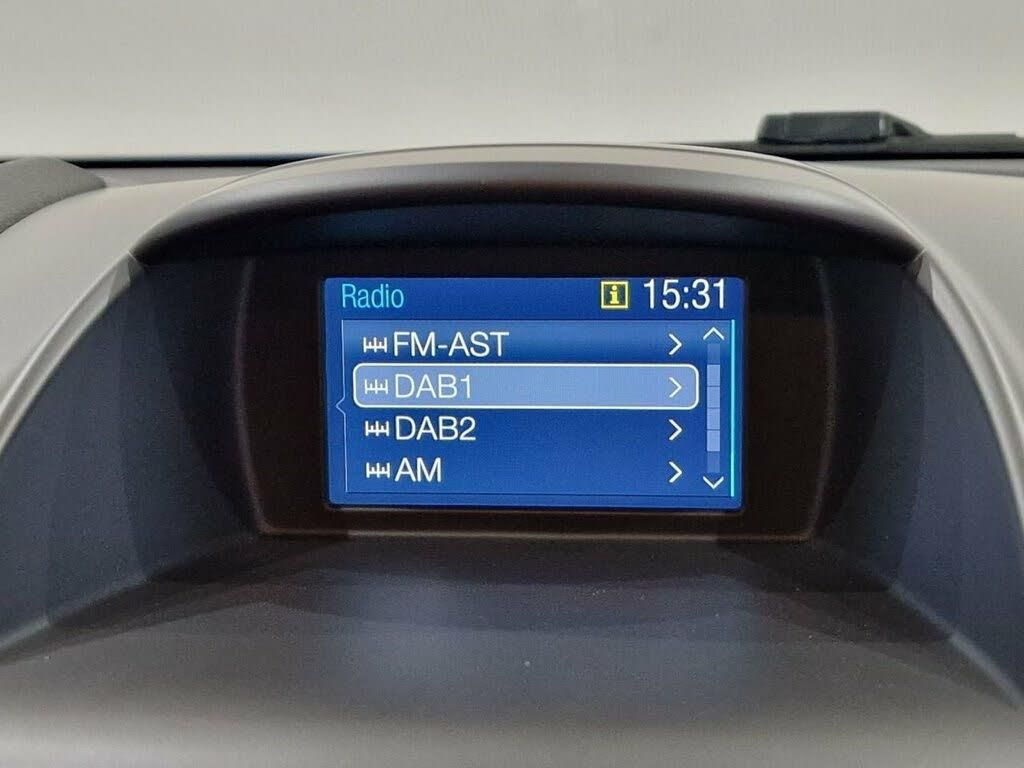 Radio i 15:31
FM-AST
DAB1
DAB2
AM